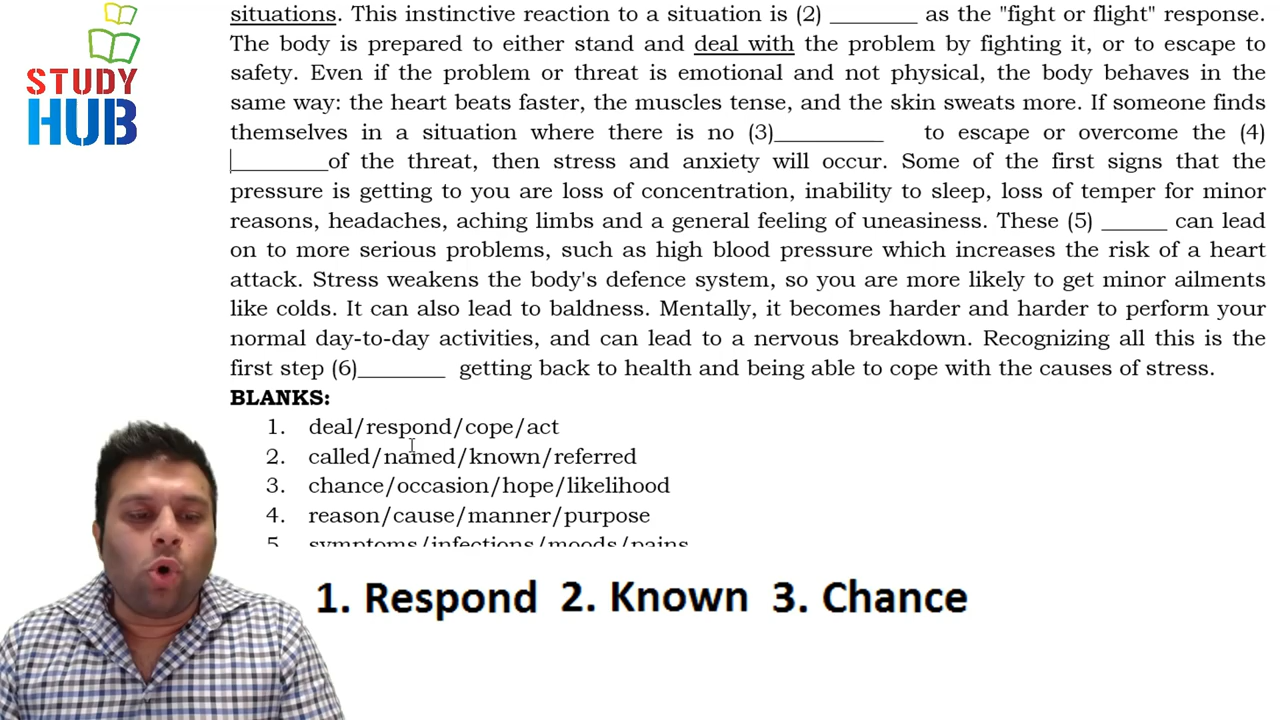 STUDY
HUB
situations. This instinctive reaction to a situation is (2) _______ as the "fight or flight" response.
The body is prepared to either stand and deal with the problem by fighting it, or to escape to
safety. Even if the problem or threat is emotional and not physical, the body behaves in the
same way: the heart beats faster, the muscles tense, and the skin sweats more. If someone finds
themselves in a situation where there is no (3)_________ to escape or overcome the (4)
________of the threat, then stress and anxiety will occur. Some of the first signs that the
pressure is getting to you are loss of concentration, inability to sleep, loss of temper for minor
reasons, headaches, aching limbs and a general feeling of uneasiness. These (5) _____ can lead
on to more serious problems, such as high blood pressure which increases the risk of a heart
attack. Stress weakens the body's defence system, so you are more likely to get minor ailments
like colds. It can also lead to baldness. Mentally, it becomes harder and harder to perform your
normal day-to-day activities, and can lead to a nervous breakdown. Recognizing all this is the
first step (6)_______ getting back to health and being able to cope with the causes of stress.
BLANKS:
1. deal/respond/cope/act
2. called/named/known/referred
3. chance/occasion/hope/likelihood
4. reason/cause/manner/purpose
5. symptoms/infections/moods/pains
1. Respond 2. Known 3. Chance